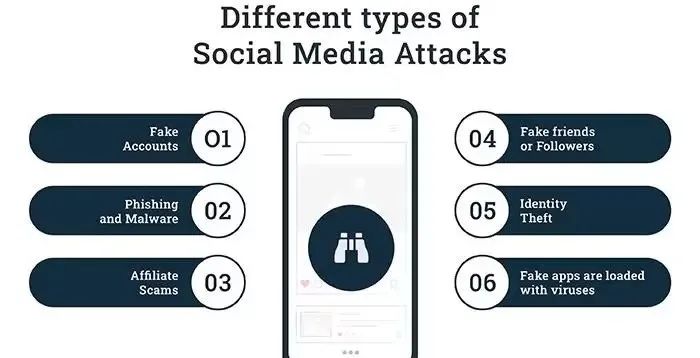 Different types of
Social Media Attacks
Fake
Accounts
01
Phishing
and Malware
02
Affiliate
Scams
03
04
Fake friends
or Followers
05
Identity
Theft
06
Fake apps are loaded
with viruses